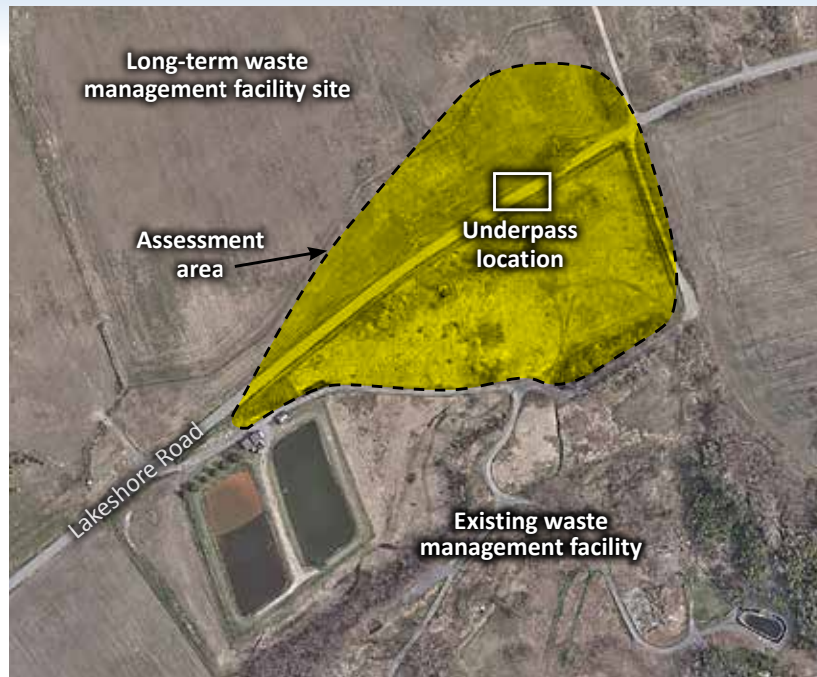 Long-term waste
management facility site
Assessment
area
Underpass
location
Lakeshore Road
Existing waste
management facility